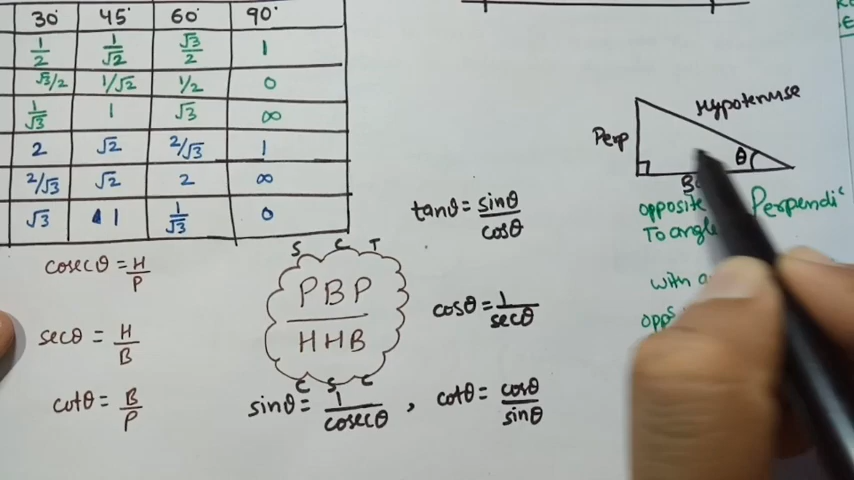 30° 45° 60° 90°
1/2 1/√2 √3/2 1
√3/2 1/√2 1/2 0
1/√3 1 √3 ∞
2 √2 2/√3 1
2/√3 √2 2 ∞
√3 1 1/√3 0
cosecθ = H/P
secθ = H/B
cotθ = B/P
S C T
PBP
HHB
C S C
tanθ = sinθ/cosθ
cosθ = 1/secθ
sinθ = 1/cosecθ , cotθ = cosθ/sinθ
Hypotenuse
Perp
θ
opposite
Perpendi
To angle
with
opps